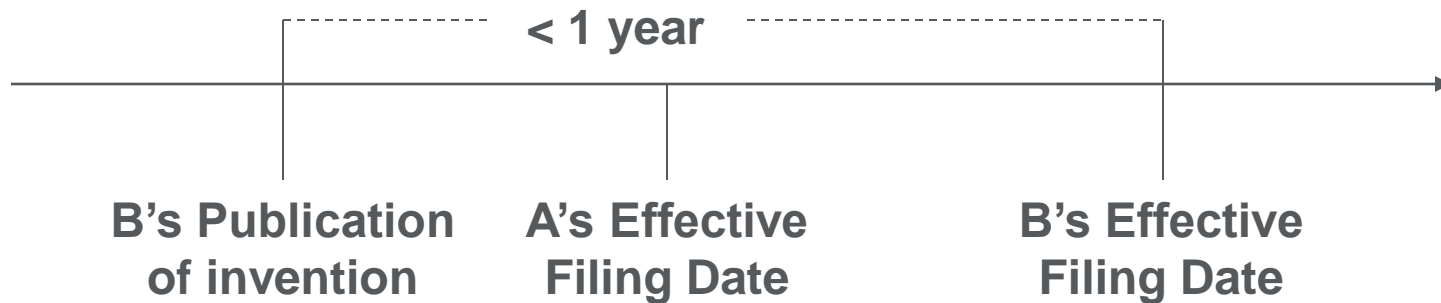 < 1 year
B’s Publication
of invention
A’s Effective
Filing Date
B’s Effective
Filing Date